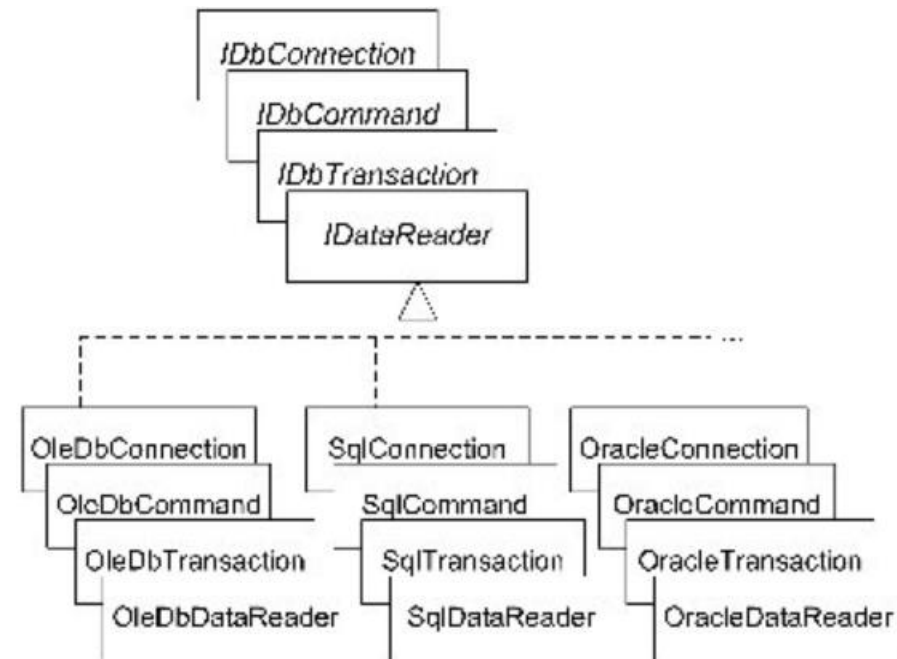 IDbConnection
IDbCommand
IDbTransaction
IDataReader
...
OleDbConnection
OleDbCommand
OleDbTransaction
OleDbDataReader
SqlConnection
SqlCommand
SqlTransaction
SqlDataReader
OracleConnection
OracleCommand
OracleTransaction
OracleDataReader